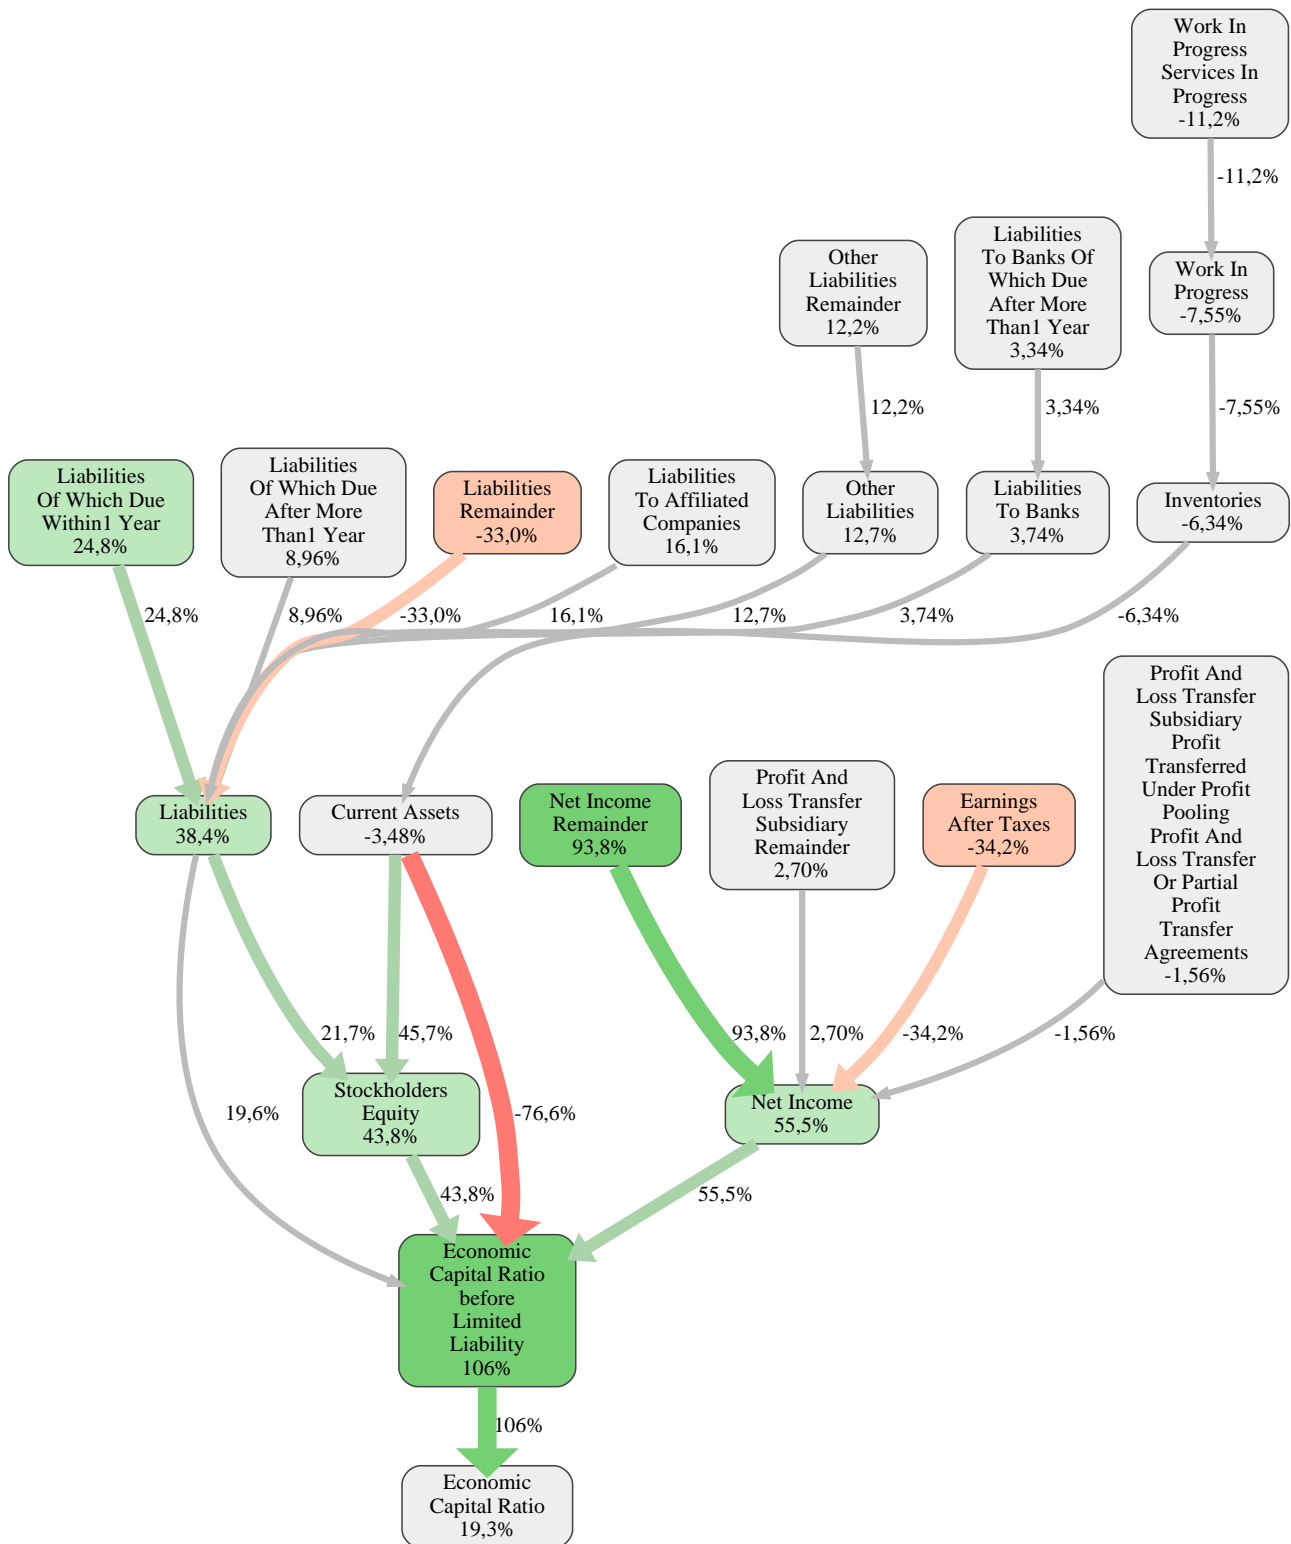 Work In
Progress
Services In
Progress
-11,2%
-11,2%
Other
Liabilities
Remainder
12,2%
Liabilities
To Banks Of
Which Due
After More
Than1 Year
3,34%
Work In
Progress
-7,55%
12,2%
3,34%
-7,55%
Liabilities
Of Which Due
Within1 Year
24,8%
Liabilities
Of Which Due
After More
Than1 Year
8,96%
Liabilities
Remainder
-33,0%
Liabilities
To Affiliated
Companies
16,1%
Other
Liabilities
12,7%
Liabilities
To Banks
3,74%
Inventories
-6,34%
24,8%
8,96%
-33,0%
16,1%
12,7%
3,74%
-6,34%
Liabilities
38,4%
Current Assets
-3,48%
Net Income
Remainder
93,8%
Profit And
Loss Transfer
Subsidiary
Remainder
2,70%
Earnings
After Taxes
-34,2%
Profit And
Loss Transfer
Subsidiary
Profit
Transferred
Under Profit
Pooling
Profit And
Loss Transfer
Or Partial
Profit
Transfer
Agreements
-1,56%
21,7%
45,7%
93,8%
2,70%
-34,2%
-1,56%
Stockholders
Equity
43,8%
Net Income
55,5%
19,6%
-76,6%
43,8%
55,5%
Economic
Capital Ratio
before
Limited
Liability
106%
106%
Economic
Capital Ratio
19,3%